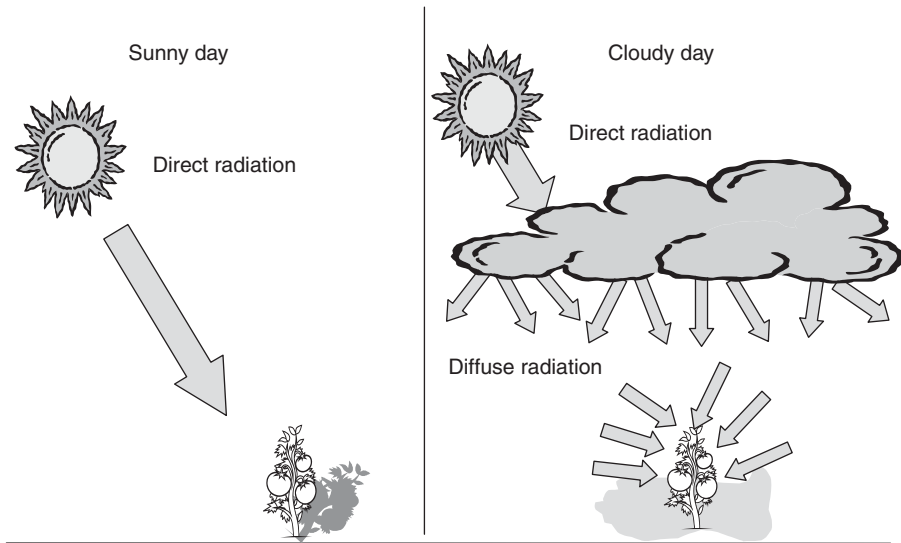 Sunny day
Direct radiation
Cloudy day
Direct radiation
Diffuse radiation